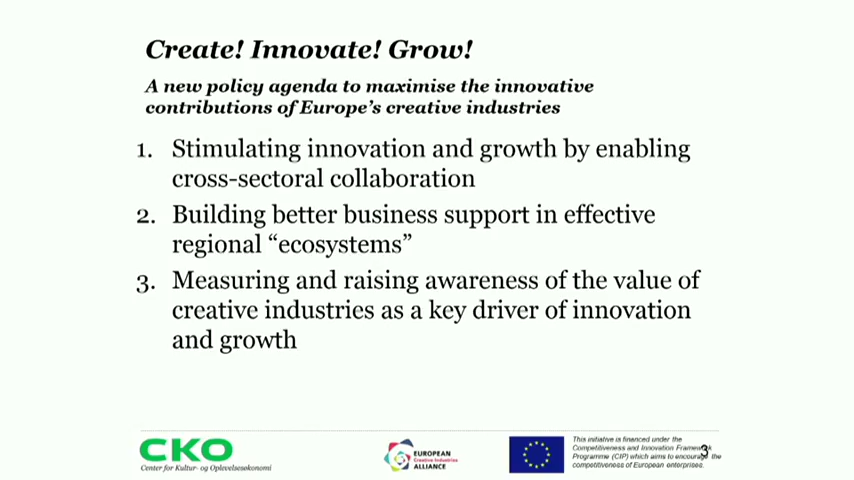 Create! Innovate! Grow!
A new policy agenda to maximise the innovative
contributions of Europe's creative industries
1. Stimulating innovation and growth by enabling
cross-sectoral collaboration
2. Building better business support in effective
regional “ecosystems”
3. Measuring and raising awareness of the value of
creative industries as a key driver of innovation
and growth
CKO
Center for Kultur- og Oplevelsesøkonomi
EUROPEAN
Creative Industries
ALLIANCE
This initiative is financed under the
Competitiveness and Innovation Framework
Programme (CIP) which aims to encourage the
competitiveness of European enterprises.
3